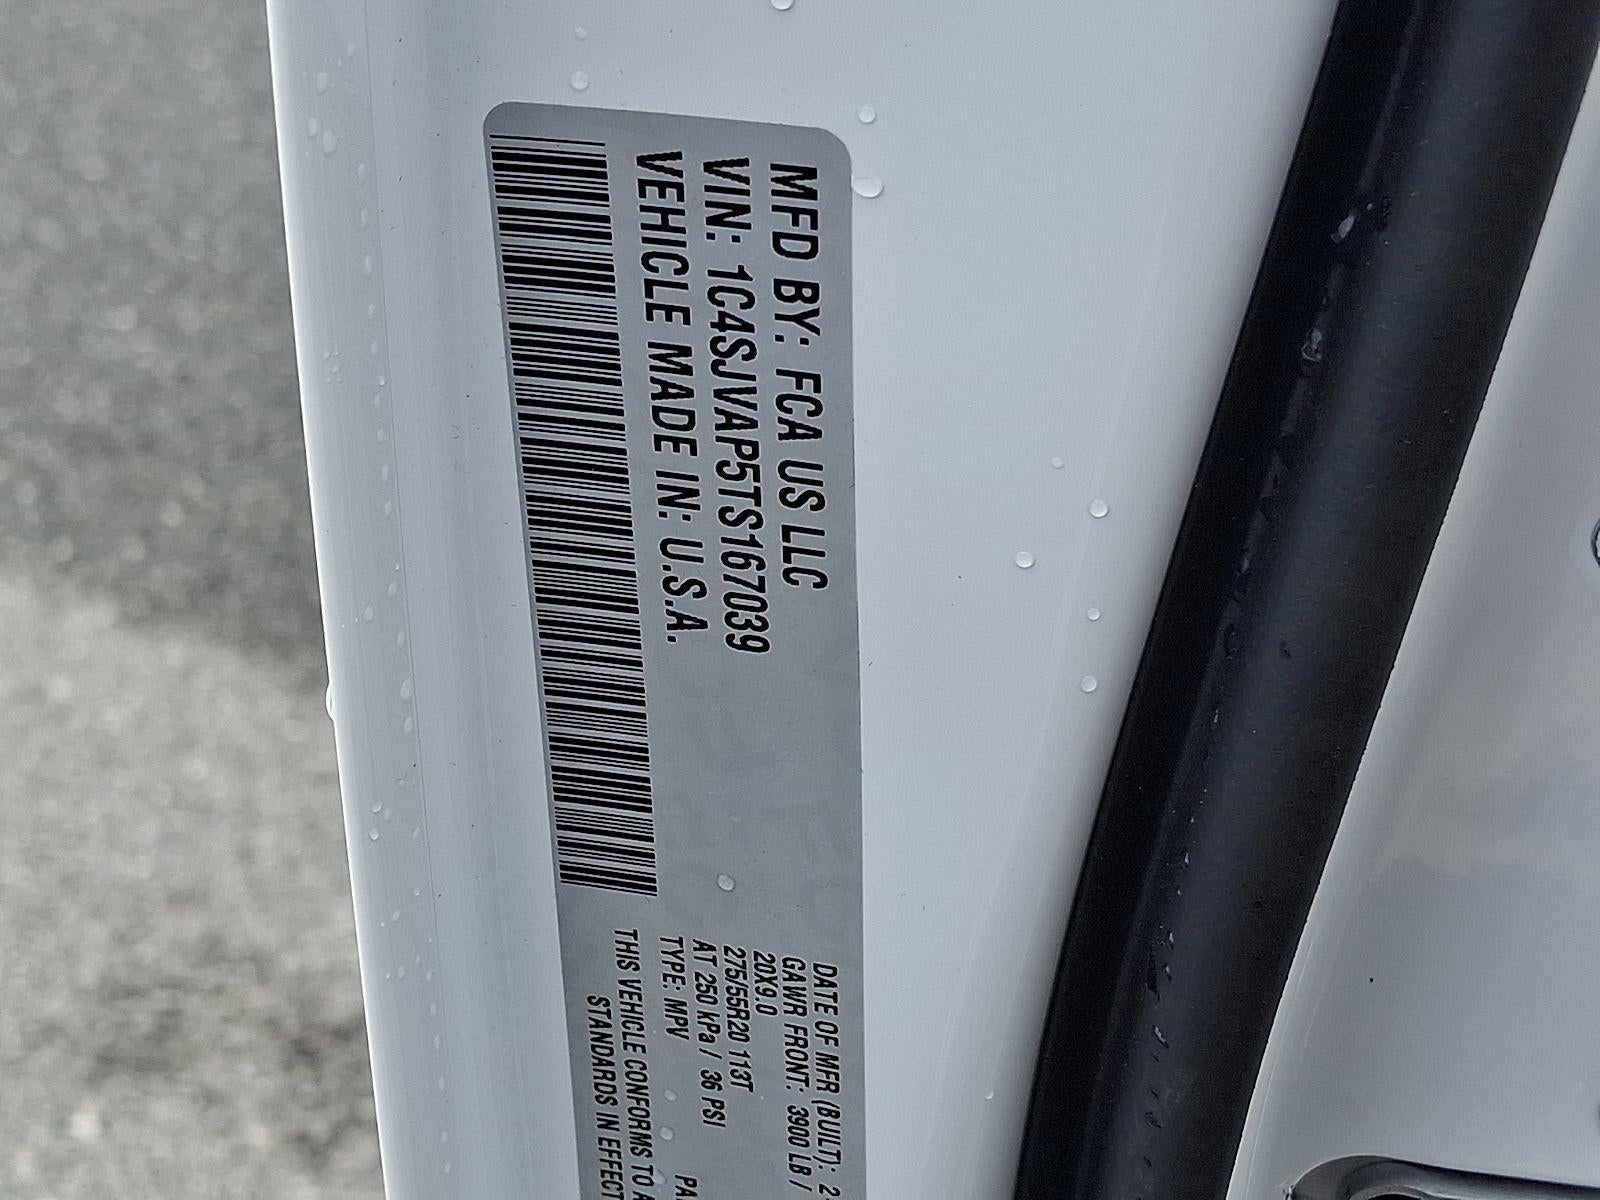 MFD BY: FCA US LLC
VIN: 1C4SJVAP5TS167039
VEHICLE MADE IN: U.S.A.
DATE OF MFR (BUILT): 2-
GAWR FRONT: 3900 LB /
20X9.0
275/55R20 113T
AT 250 kPa / 36 PSI
TYPE: MPV
THIS VEHICLE CONFORMS TO A
STANDARDS IN EFFECT